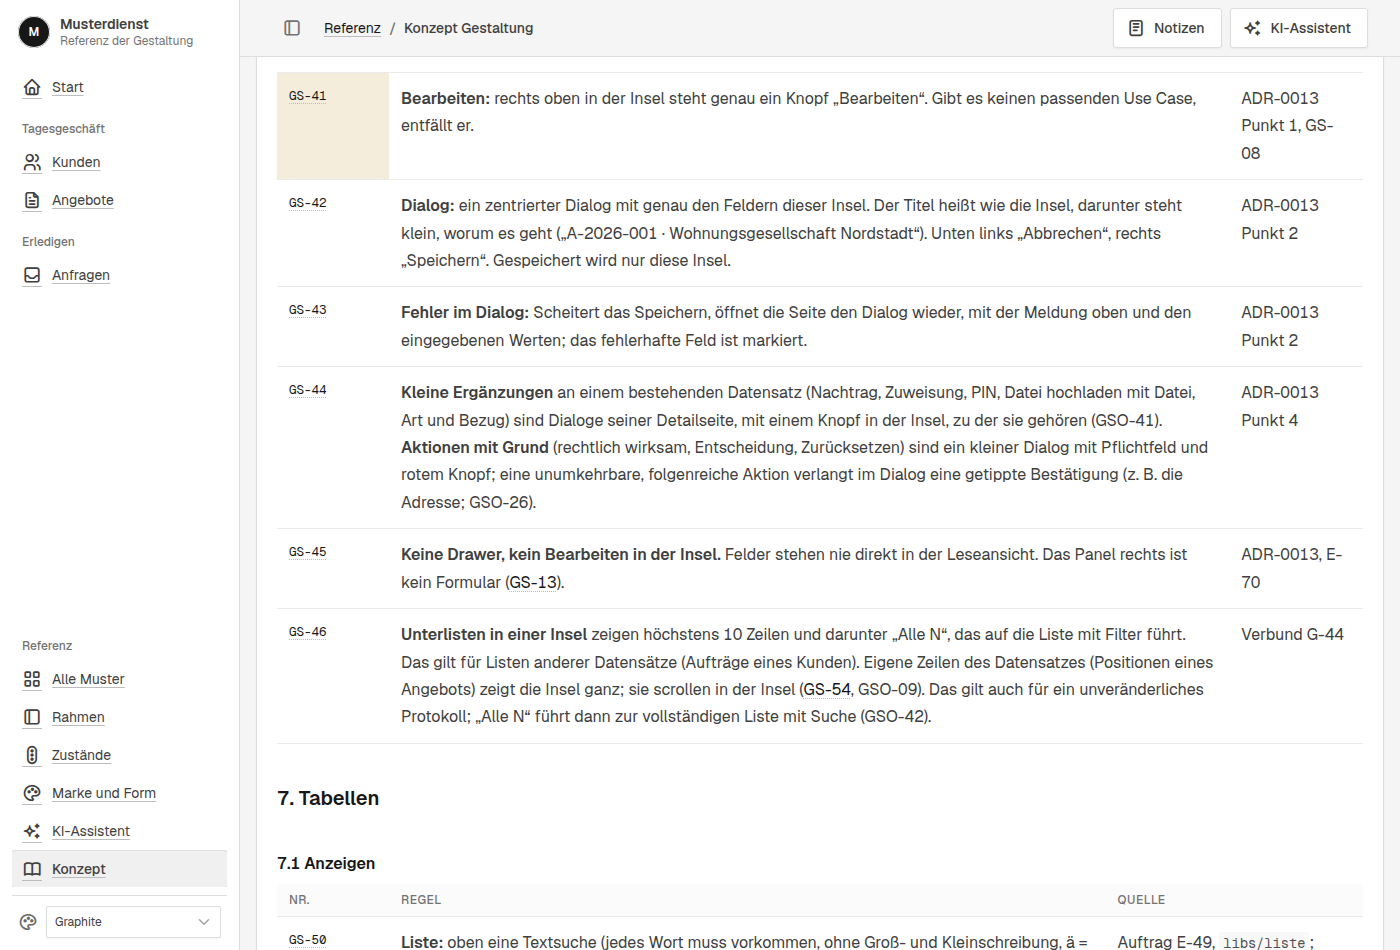 M
Musterdienst
Referenz der Gestaltung
Start
Tagesgeschäft
Kunden
Angebote
Erledigen
Anfragen
Referenz
Alle Muster
Rahmen
Zustände
Marke und Form
KI-Assistent
Konzept
Graphite
Referenz / Konzept Gestaltung
Notizen
KI-Assistent
GS-41
Bearbeiten: rechts oben in der Insel steht genau ein Knopf „Bearbeiten“. Gibt es keinen passenden Use Case,
entfällt er.
ADR-0013
Punkt 1, GS-
08
GS-42
Dialog: ein zentrierter Dialog mit genau den Feldern dieser Insel. Der Titel heißt wie die Insel, darunter steht
klein, worum es geht („A-2026-001 · Wohnungsgesellschaft Nordstadt“). Unten links „Abbrechen“, rechts
„Speichern“. Gespeichert wird nur diese Insel.
ADR-0013
Punkt 2
GS-43
Fehler im Dialog: Scheitert das Speichern, öffnet die Seite den Dialog wieder, mit der Meldung oben und den
eingegebenen Werten; das fehlerhafte Feld ist markiert.
ADR-0013
Punkt 2
GS-44
Kleine Ergänzungen an einem bestehenden Datensatz (Nachtrag, Zuweisung, PIN, Datei hochladen mit Datei,
Art und Bezug) sind Dialoge seiner Detailseite, mit einem Knopf in der Insel, zu der sie gehören (GSO-41).
Aktionen mit Grund (rechtlich wirksam, Entscheidung, Zurücksetzen) sind ein kleiner Dialog mit Pflichtfeld und
rotem Knopf; eine unumkehrbare, folgenreiche Aktion verlangt im Dialog eine getippte Bestätigung (z. B. die
Adresse; GSO-26).
ADR-0013
Punkt 4
GS-45
Keine Drawer, kein Bearbeiten in der Insel. Felder stehen nie direkt in der Leseansicht. Das Panel rechts ist
kein Formular (GS-13).
ADR-0013, E-
70
GS-46
Unterlisten in einer Insel zeigen höchstens 10 Zeilen und darunter „Alle N“, das auf die Liste mit Filter führt.
Das gilt für Listen anderer Datensätze (Aufträge eines Kunden). Eigene Zeilen des Datensatzes (Positionen eines
Angebots) zeigt die Insel ganz; sie scrollen in der Insel (GS-54, GSO-09). Das gilt auch für ein unveränderliches
Protokoll; „Alle N“ führt dann zur vollständigen Liste mit Suche (GSO-42).
Verbund G-44
7. Tabellen
7.1 Anzeigen
NR. REGEL QUELLE
GS-50
Liste: oben eine Textsuche (jedes Wort muss vorkommen, ohne Groß- und Kleinschreibung, ä =
Auftrag E-49, libs/liste ;